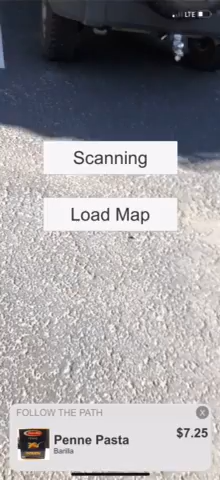 LTE
Scanning
Load Map
FOLLOW THE PATH
X
Penne Pasta
$7.25
Barilla